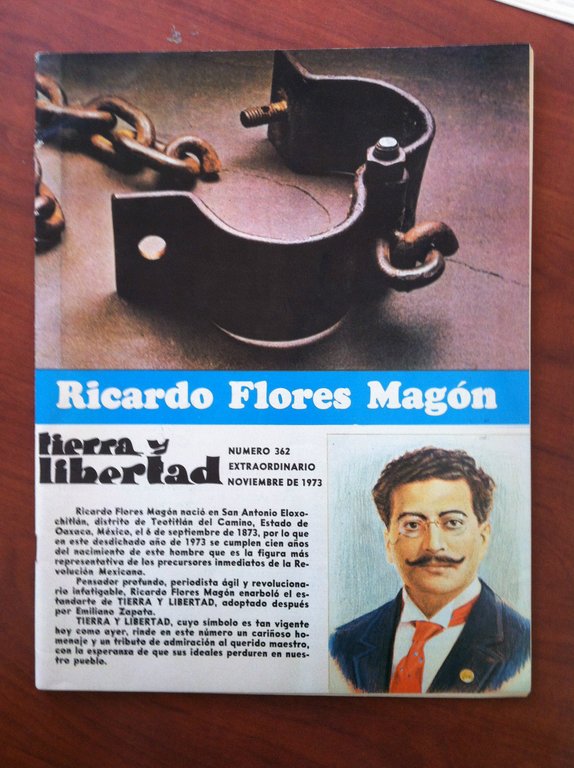 Ricardo Flores Magón
tierra y
libertad
NUMERO 362
EXTRAORDINARIO
NOVIEMBRE DE 1973
Ricardo Flores Magón nació en San Antonio Eloxo-
chitlán, distrito de Teotitlán del Camino, Estado de
Oaxaca, México, el 6 de septiembre de 1873, por lo que
en este desdichado año de 1973 se cumplen cien años
del nacimiento de este hombre que es la figura más
representativa de los precursores inmediatos de la Re-
volución Mexicana.
Pensador profundo, periodista ágil y revoluciona-
rio infatigable, Ricardo Flores Magón enarboló el es-
tandarte de TIERRA Y LIBERTAD, adoptado después
por Emiliano Zapata.
TIERRA Y LIBERTAD, cuyo símbolo es tan vigente
hoy como ayer, rinde en este número un cariñoso ho-
menaje y un tributo de admiración al querido maestro,
con la esperanza de que sus ideales perduren en nues-
tro pueblo.